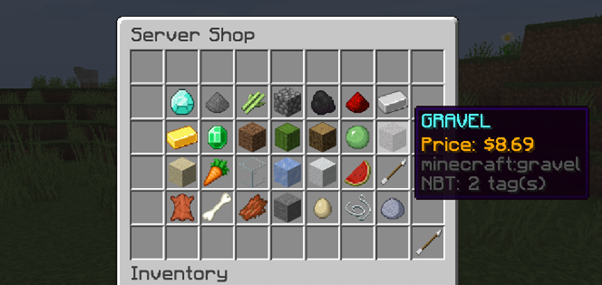 Server Shop
GRAVEL
Price: $8.69
minecraft:gravel
NBT: 2 tag(s)
Inventory